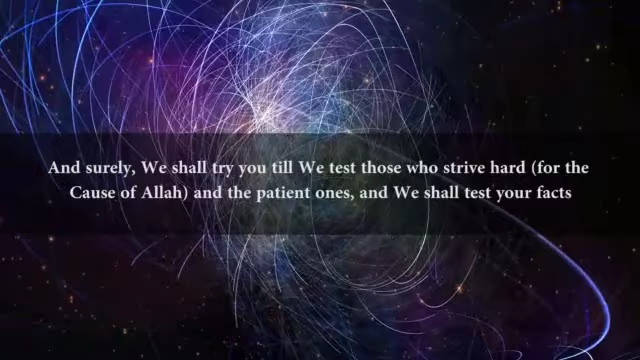 And surely, We shall try you till We test those who strive hard (for the
Cause of Allah) and the patient ones, and We shall test your facts